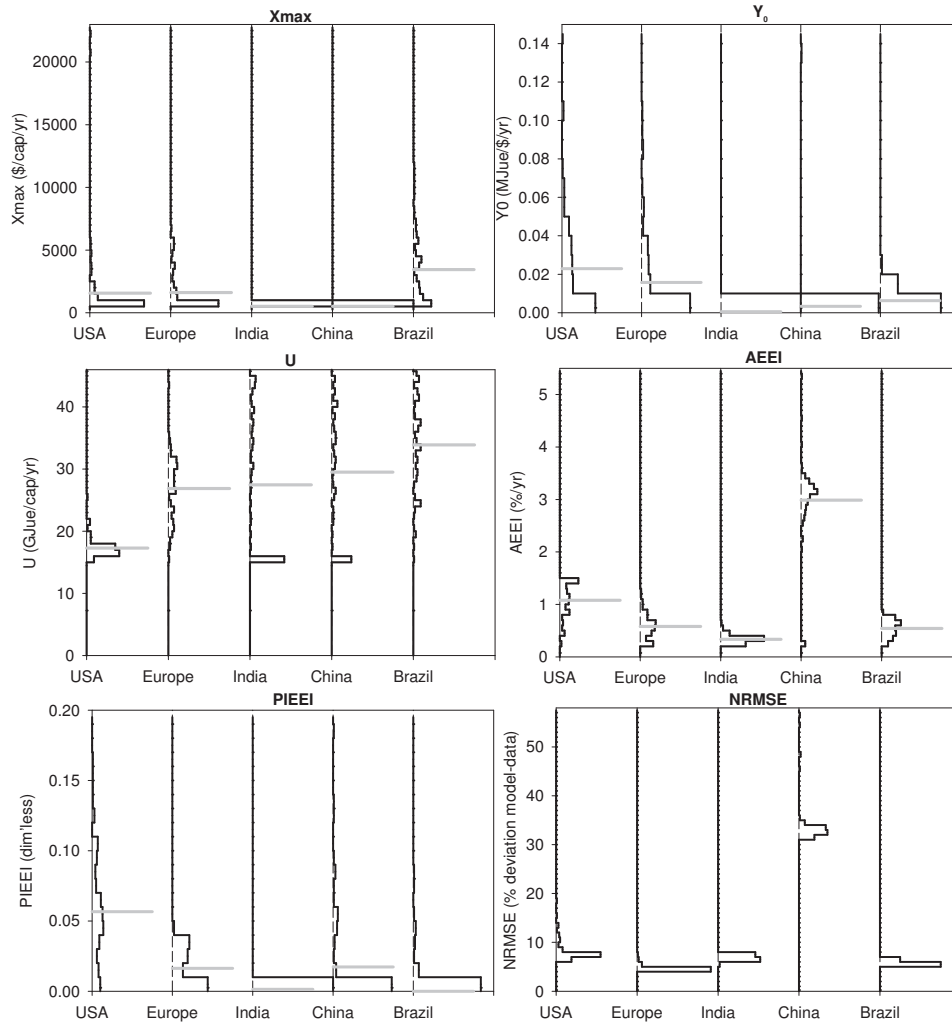 Xmax
Xmax ($/cap/yr)
20000
15000
10000
5000
0
USA Europe India China Brazil
Y₀
Y0 (MJue/$/yr)
0.14
0.12
0.10
0.08
0.06
0.04
0.02
0.00
USA Europe India China Brazil
U
U (GJue/cap/yr)
40
30
20
10
0
USA Europe India China Brazil
AEEI
AEEI (%/yr)
5
4
3
2
1
0
USA Europe India China Brazil
PIEEI
PIEEI (dim'less)
0.20
0.15
0.10
0.05
0.00
USA Europe India China Brazil
NRMSE
NRMSE (% deviation model-data)
50
40
30
20
10
0
USA Europe India China Brazil